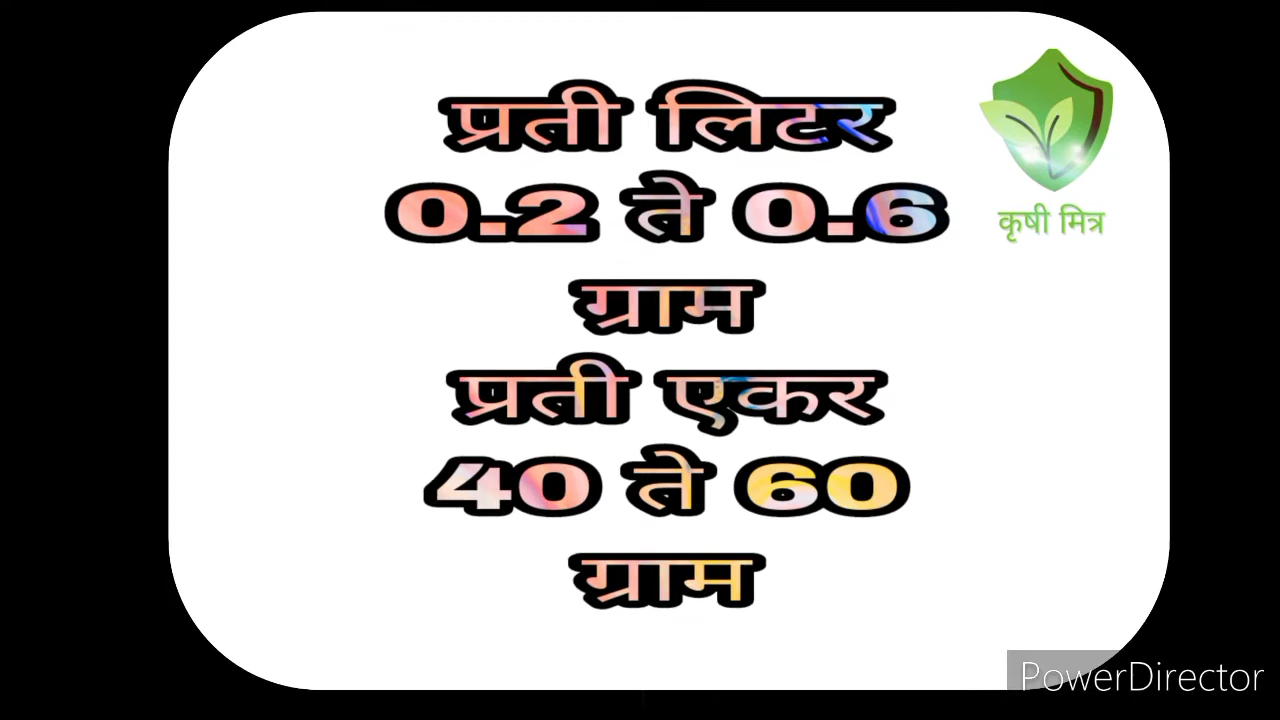 प्रती लिटर
0.2 ते 0.6
ग्राम
प्रती एकर
40 ते 60
ग्राम
कृषी मित्र
PowerDirector